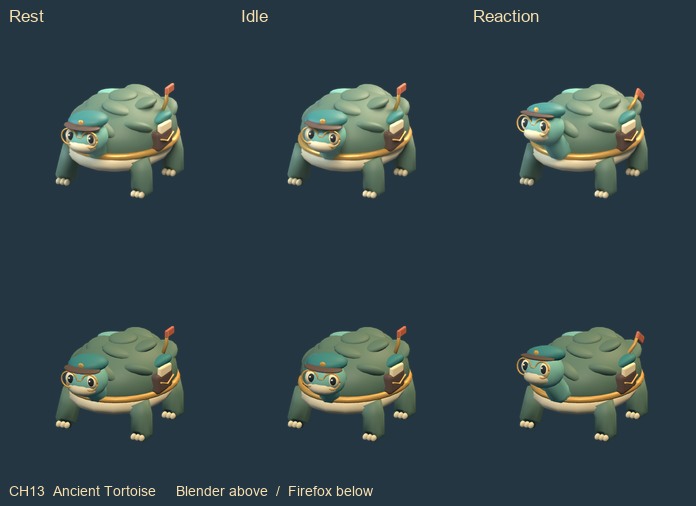 Rest Idle Reaction
CH13 Ancient Tortoise Blender above / Firefox below